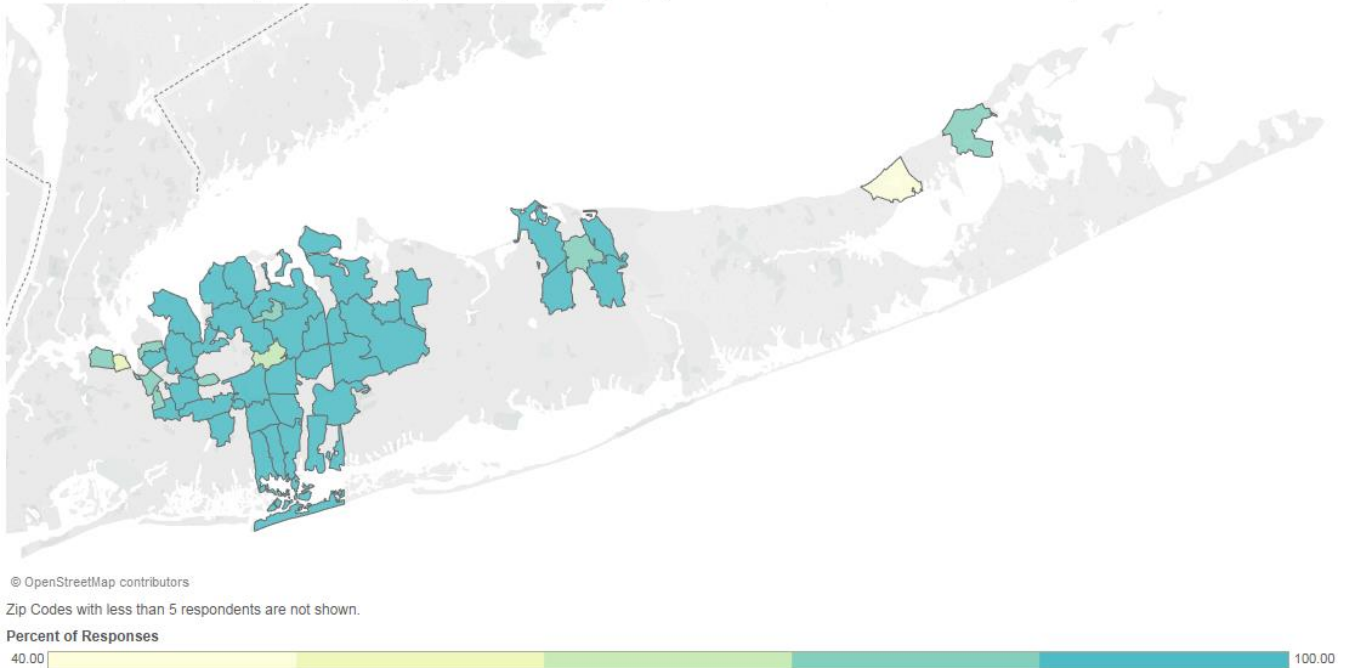 © OpenStreetMap contributors
Zip Codes with less than 5 respondents are not shown.
Percent of Responses
40.00 100.00